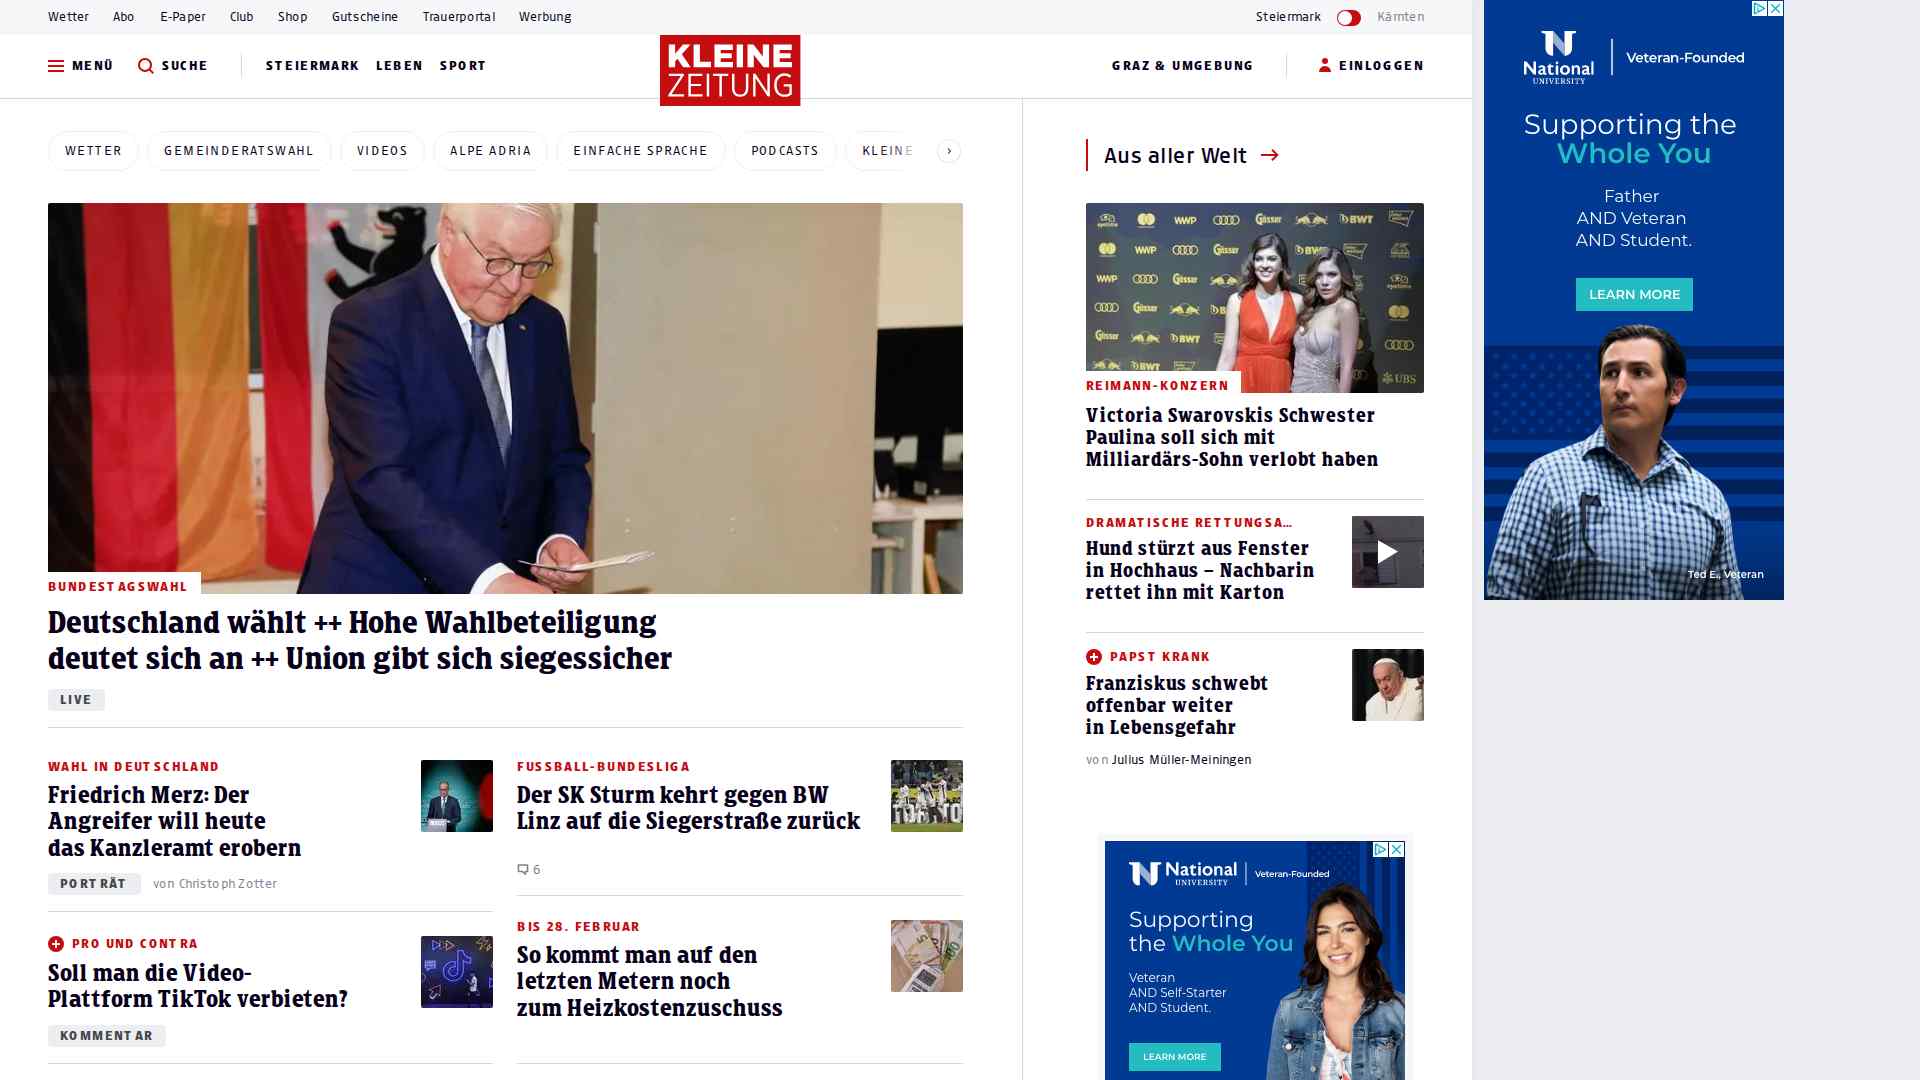 Wetter Abo E-Paper Club Shop Gutscheine Trauerportal Werbung
Steiermark Kärnten
MENÜ SUCHE STEIERMARK LEBEN SPORT
KLEINE
ZEITUNG
GRAZ & UMGEBUNG EINLOGGEN
WETTER GEMEINDERATSWAHL VIDEOS ALPE ADRIA EINFACHE SPRACHE PODCASTS KLEINE
BUNDESTAGSWAHL
Deutschland wählt ++ Hohe Wahlbeteiligung
deutet sich an ++ Union gibt sich siegessicher
LIVE
WAHL IN DEUTSCHLAND
Friedrich Merz: Der
Angreifer will heute
das Kanzleramt erobern
PORTRÄT von Christoph Zotter
PRO UND CONTRA
Soll man die Video-
Plattform TikTok verbieten?
KOMMENTAR
FUSSBALL-BUNDESLIGA
Der SK Sturm kehrt gegen BW
Linz auf die Siegerstraße zurück
6
BIS 28. FEBRUAR
So kommt man auf den
letzten Metern noch
zum Heizkostenzuschuss
Aus aller Welt
REIMANN-KONZERN
Victoria Swarovskis Schwester
Paulina soll sich mit
Milliardärs-Sohn verlobt haben
DRAMATISCHE RETTUNGSA...
Hund stürzt aus Fenster
in Hochhaus – Nachbarin
rettet ihn mit Karton
PAPST KRANK
Franziskus schwebt
offenbar weiter
in Lebensgefahr
von Julius Müller-Meiningen
National
UNIVERSITY
Veteran-Founded
Supporting
the Whole You
Veteran
AND Self-Starter
AND Student.
LEARN MORE
National
UNIVERSITY
Veteran-Founded
Supporting the
Whole You
Father
AND Veteran
AND Student.
LEARN MORE
Ted E., Veteran